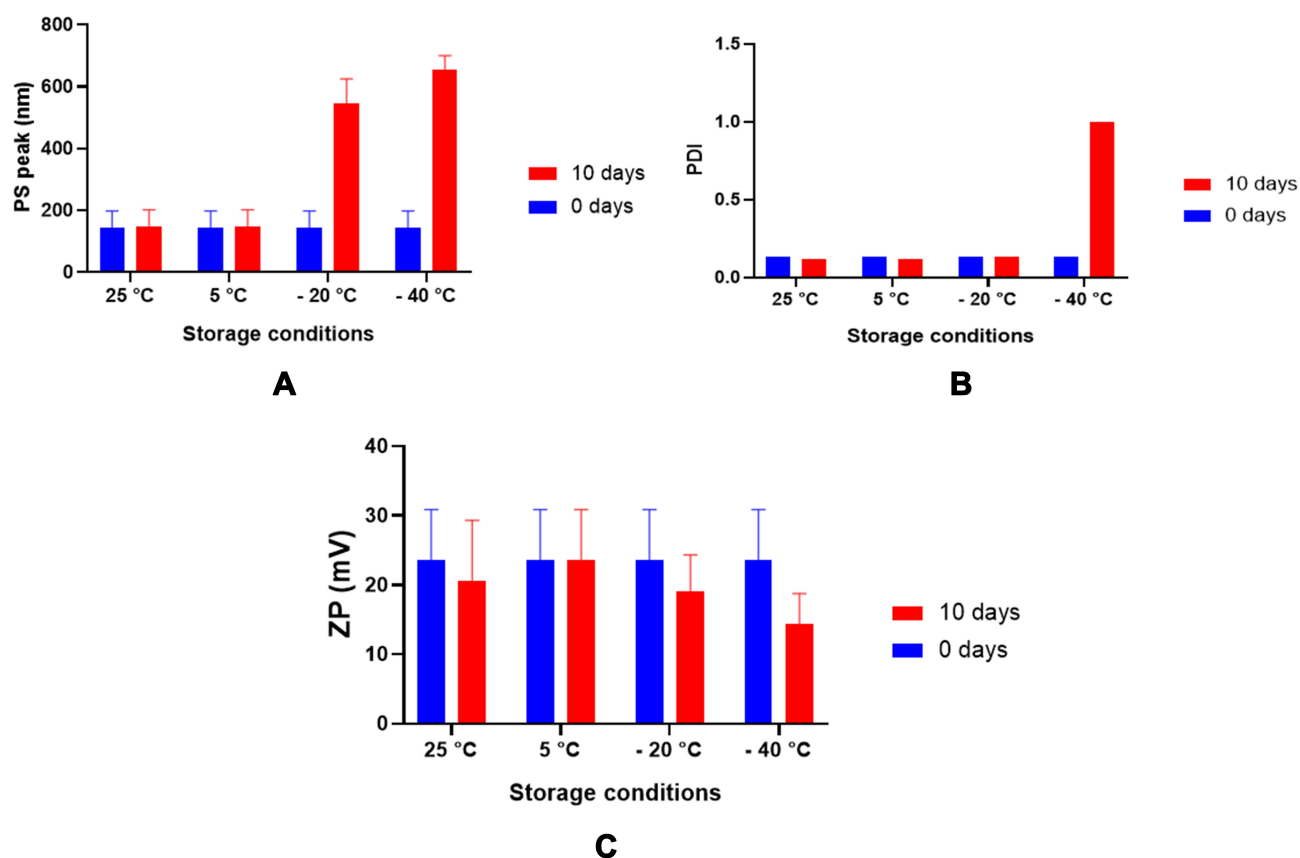 800
600
400
200
0
PS peak (nm)
25 °C 5 °C - 20 °C - 40 °C
Storage conditions
10 days
0 days
A
1.5
1.0
0.5
0.0
PDI
25 °C 5 °C - 20 °C - 40 °C
Storage conditions
10 days
0 days
B
40
30
20
10
0
ZP (mV)
25 °C 5 °C - 20 °C - 40 °C
Storage conditions
10 days
0 days
C